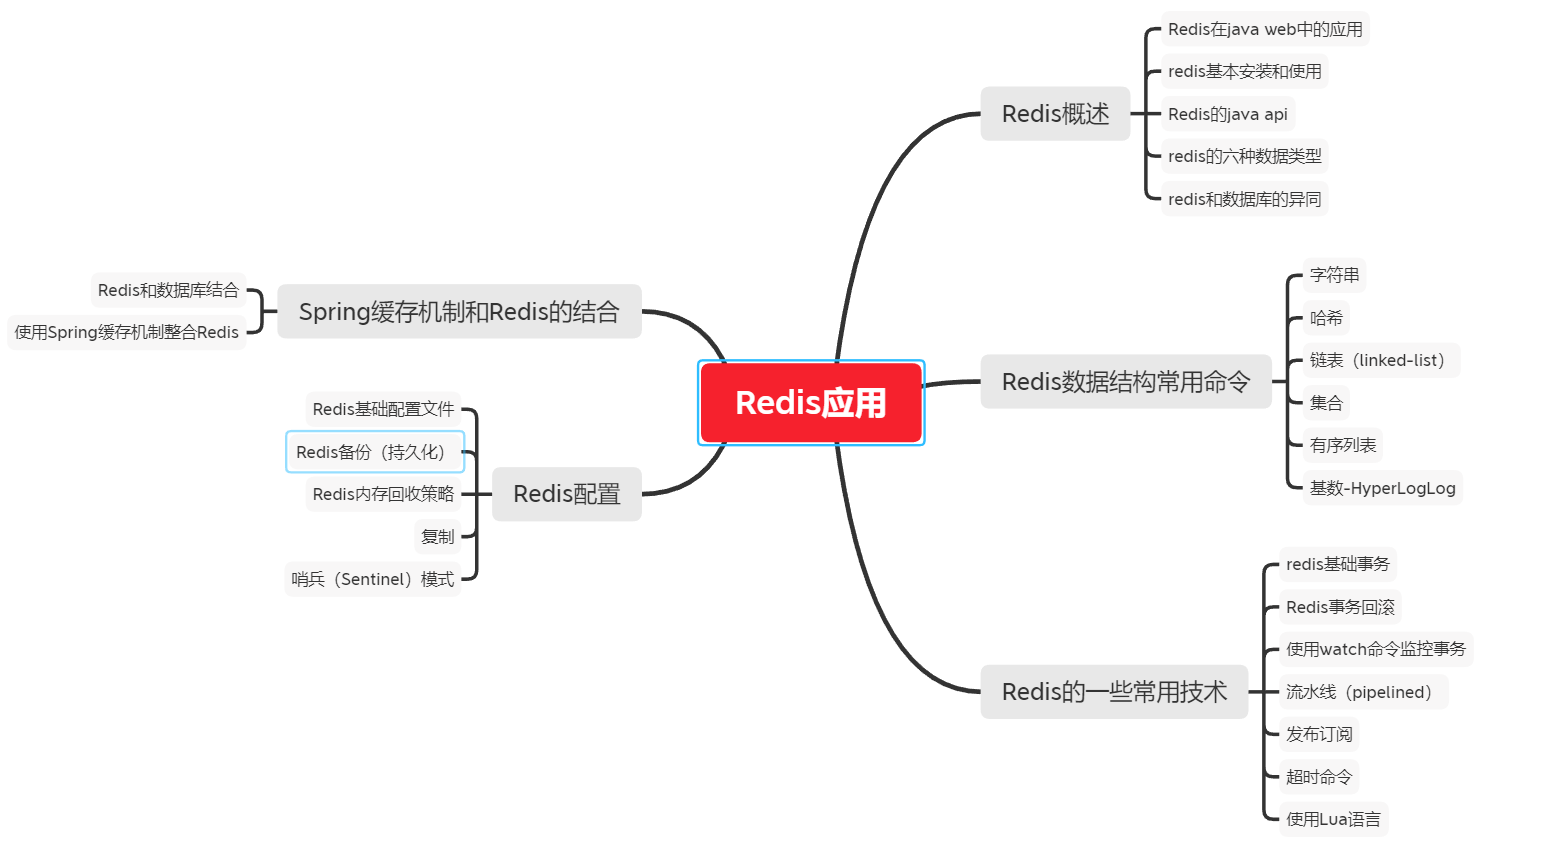 Redis应用
Redis概述
Redis在java web中的应用
redis基本安装和使用
Redis的java api
redis的六种数据类型
redis和数据库的异同
Redis数据结构常用命令
字符串
哈希
链表（linked-list）
集合
有序列表
基数-HyperLogLog
Redis的一些常用技术
redis基础事务
Redis事务回滚
使用watch命令监控事务
流水线（pipelined）
发布订阅
超时命令
使用Lua语言
Redis配置
Redis基础配置文件
Redis备份（持久化）
Redis内存回收策略
复制
哨兵（Sentinel）模式
Spring缓存机制和Redis的结合
Redis和数据库结合
使用Spring缓存机制整合Redis